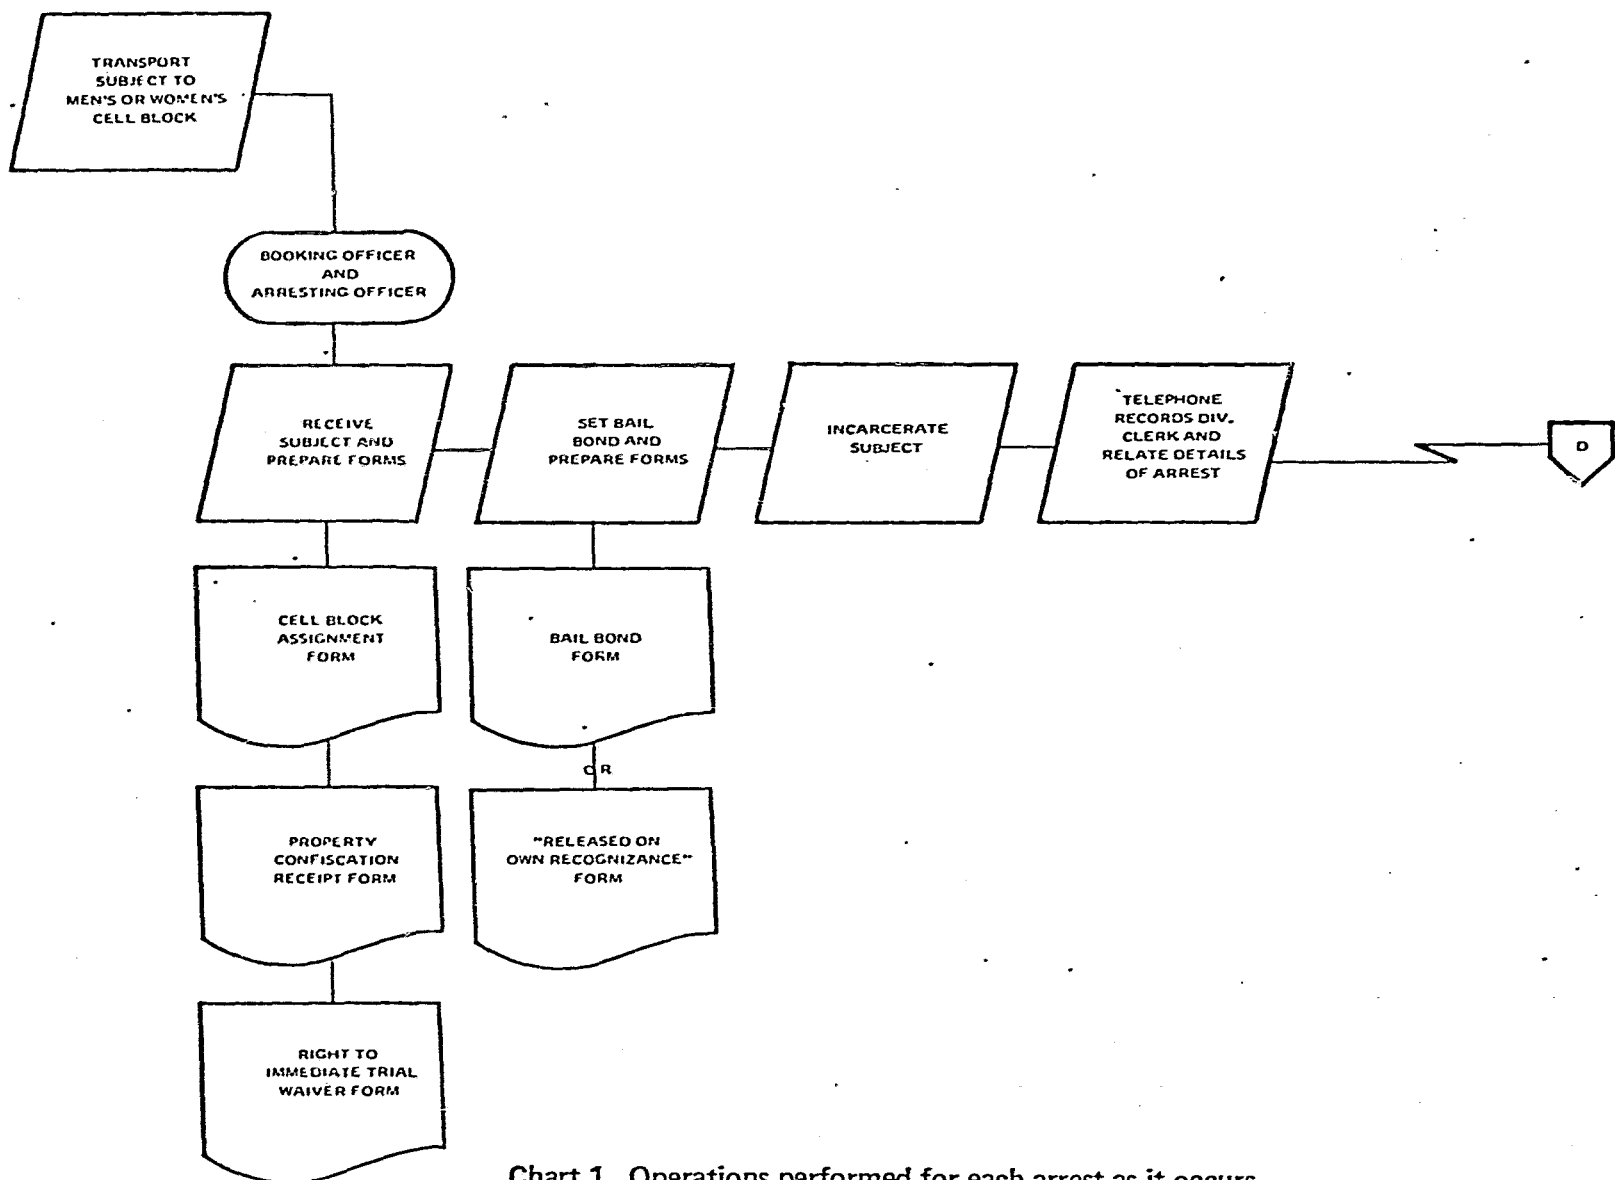 TRANSPORT
SUBJECT TO
MEN'S OR WOMEN'S
CELL BLOCK
BOOKING OFFICER
AND
ARRESTING OFFICER
RECEIVE
SUBJECT AND
PREPARE FORMS
SET BAIL
BOND AND
PREPARE FORMS
INCARCERATE
SUBJECT
TELEPHONE
RECORDS DIV.
CLERK AND
RELATE DETAILS
OF ARREST
D
CELL BLOCK
ASSIGNMENT
FORM
BAIL BOND
FORM
OR
PROPERTY
CONFISCATION
RECEIPT FORM
"RELEASED ON
OWN RECOGNIZANCE"
FORM
RIGHT TO
IMMEDIATE TRIAL
WAIVER FORM
Chart 1. Operations performed for each arrest as it occurs